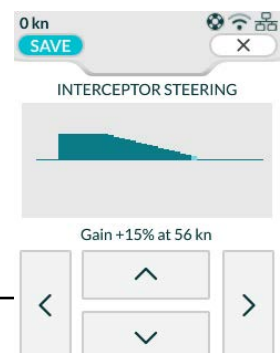 0 kn
SAVE
INTERCEPTOR STEERING
Gain +15% at 56 kn